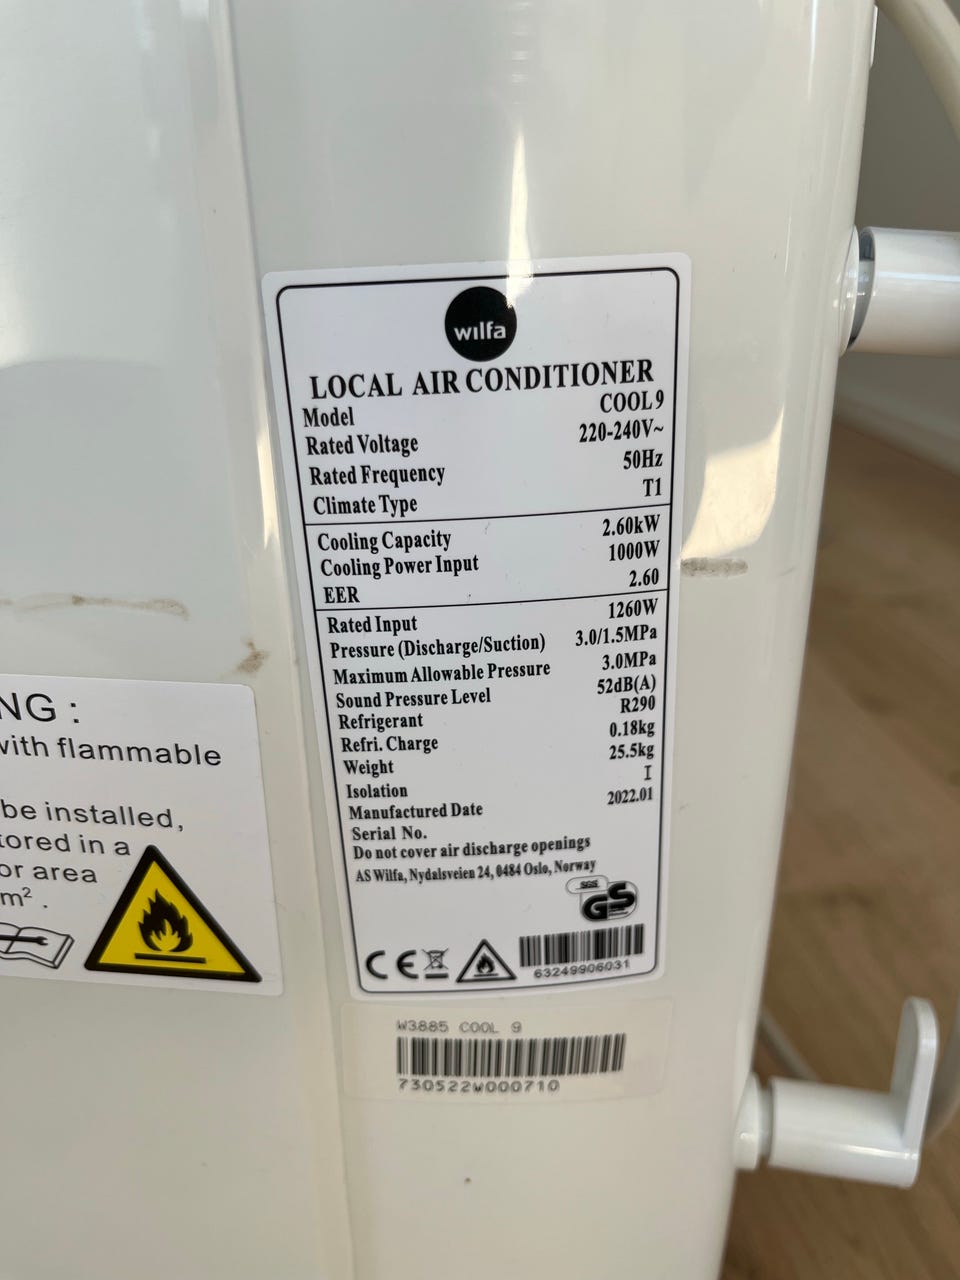 wilfa
LOCAL AIR CONDITIONER
Model COOL 9
Rated Voltage 220-240V~
Rated Frequency 50Hz
Climate Type T1
Cooling Capacity 2.60kW
Cooling Power Input 1000W
EER 2.60
Rated Input 1260W
Pressure (Discharge/Suction) 3.0/1.5MPa
Maximum Allowable Pressure 3.0MPa
Sound Pressure Level 52dB(A)
Refrigerant R290
Refri. Charge 0.18kg
Weight 25.5kg
Isolation I
Manufactured Date 2022.01
Serial No.
Do not cover air discharge openings
AS Wilfa, Nydalsveien 24, 0484 Oslo, Norway
SGS
GS
CE
63249906031
W3885 COOL 9
730522W000710
NG :
with flammable
be installed,
tored in a
or area
m² .